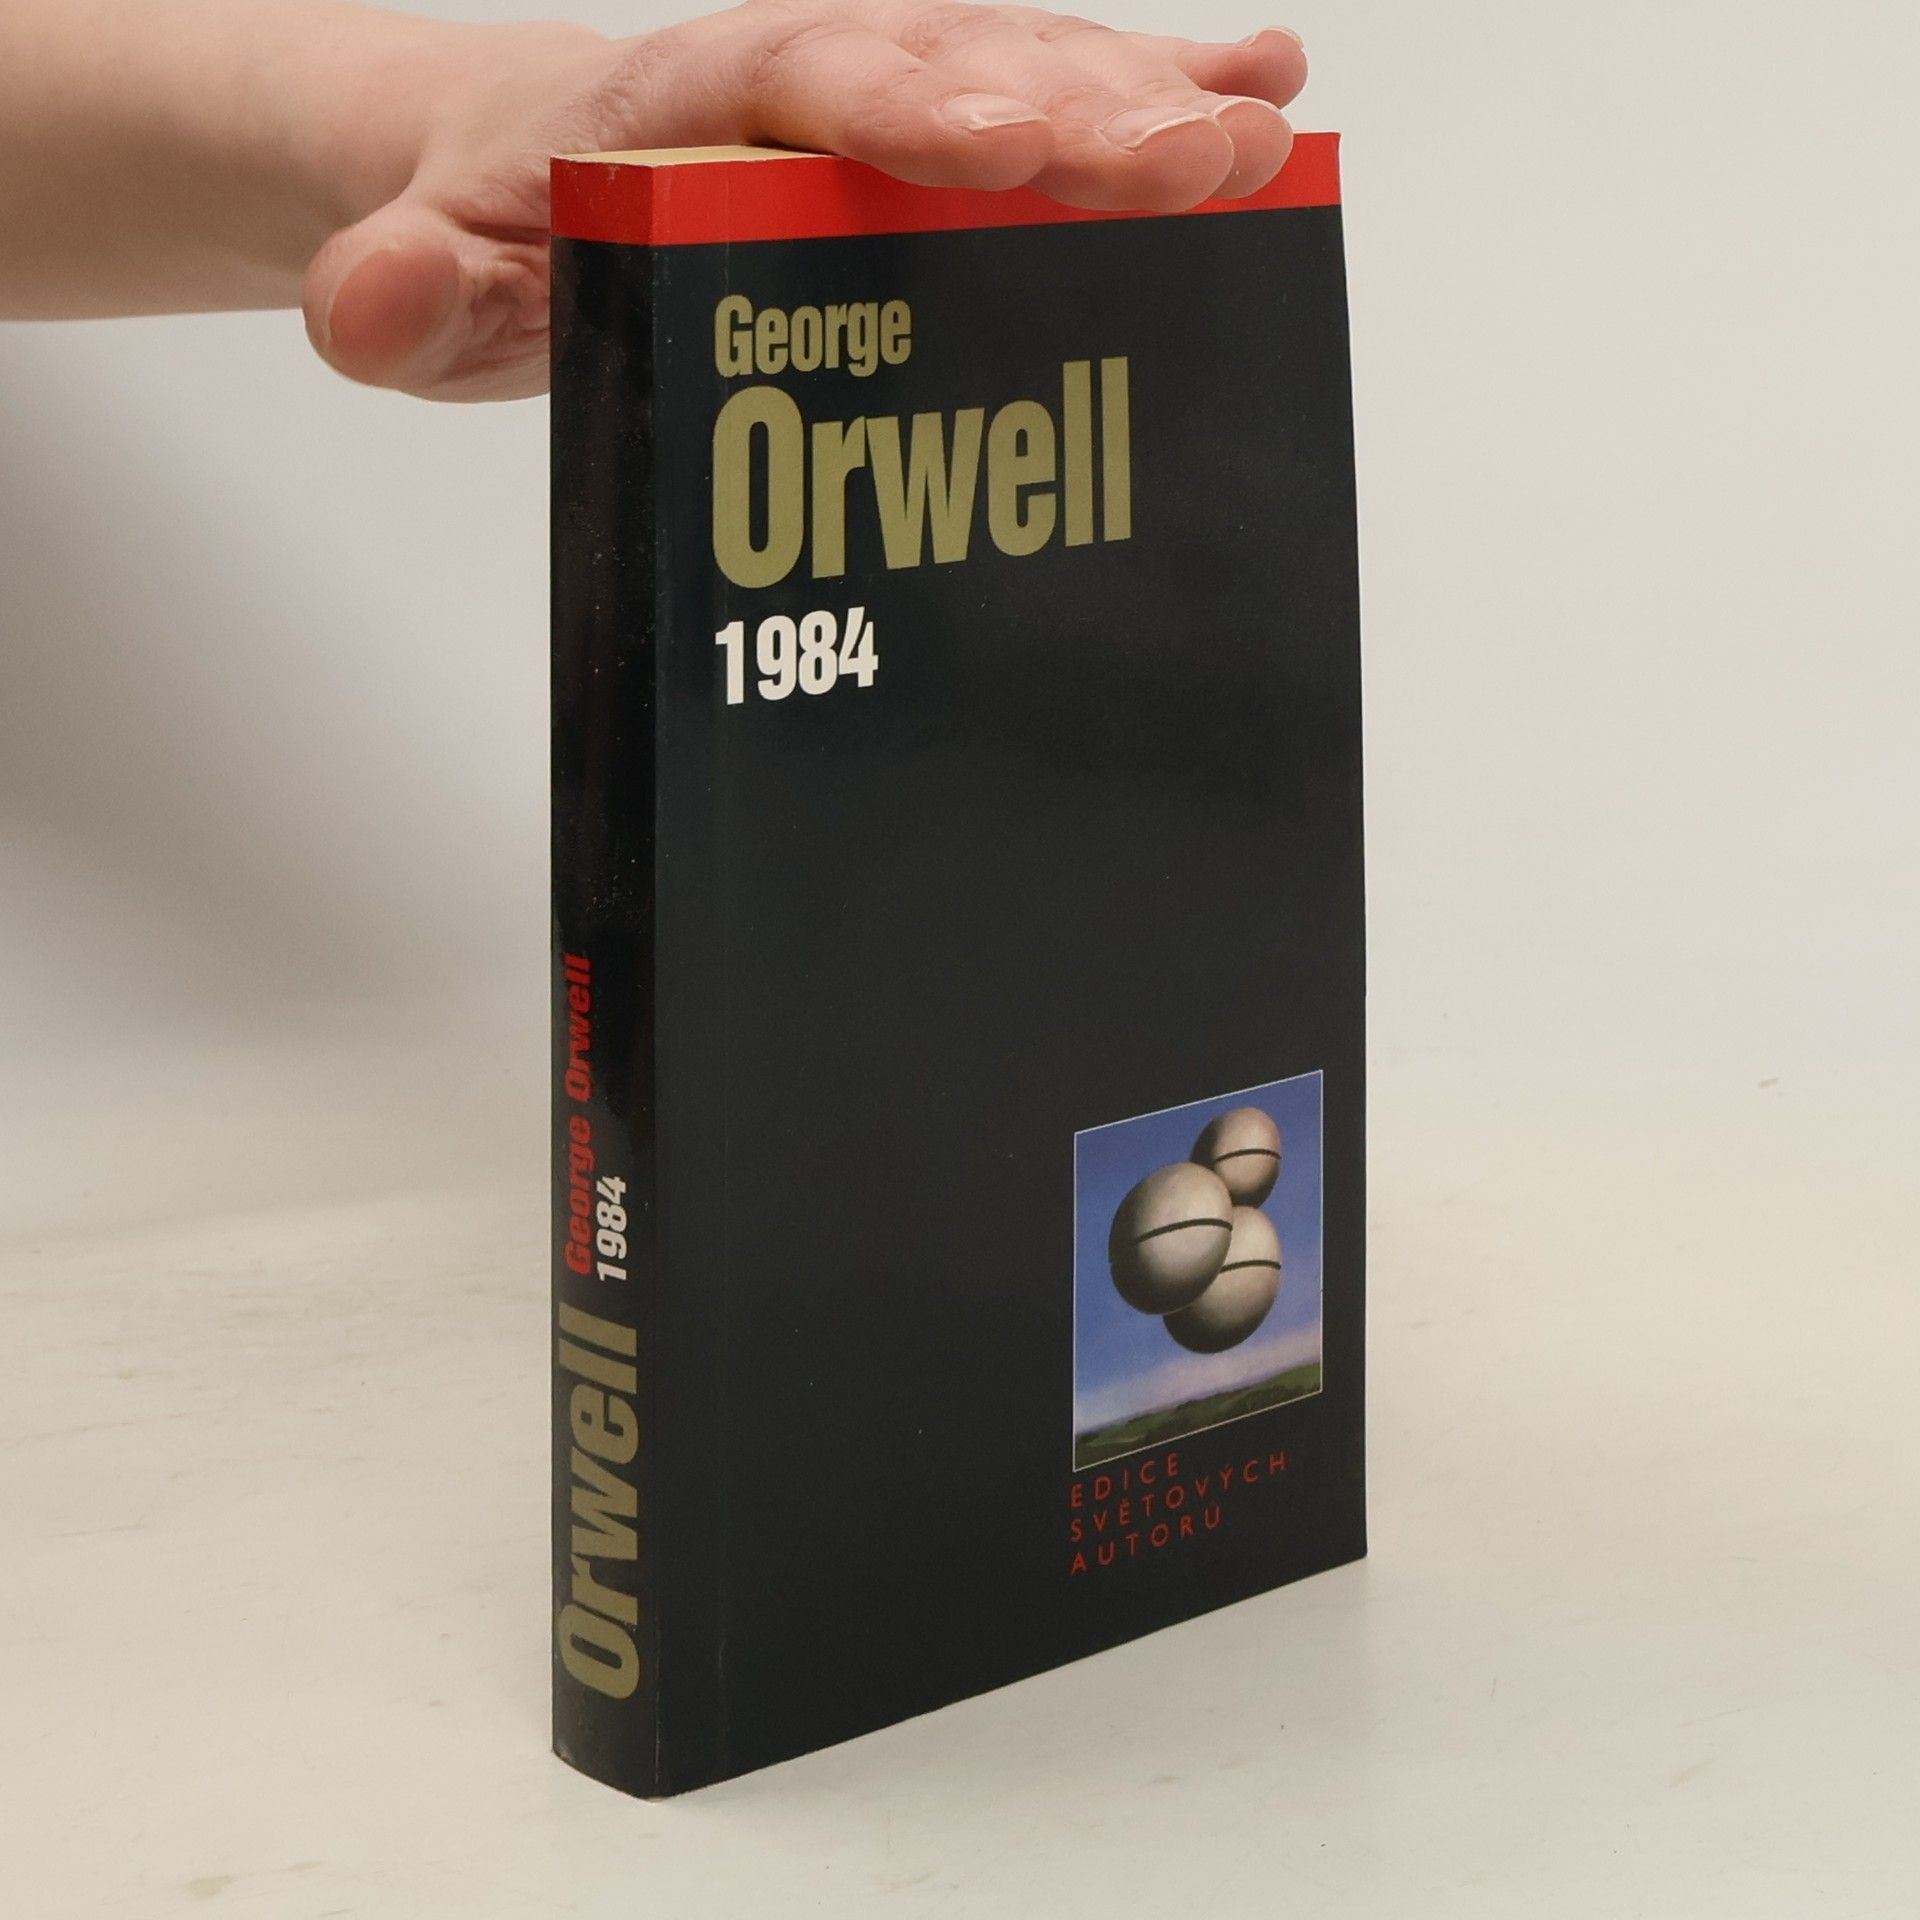 George
Orwell
1984
EDICE
SVĚTOVÝCH
AUTORŮ
George Orwell
1984
Orwell